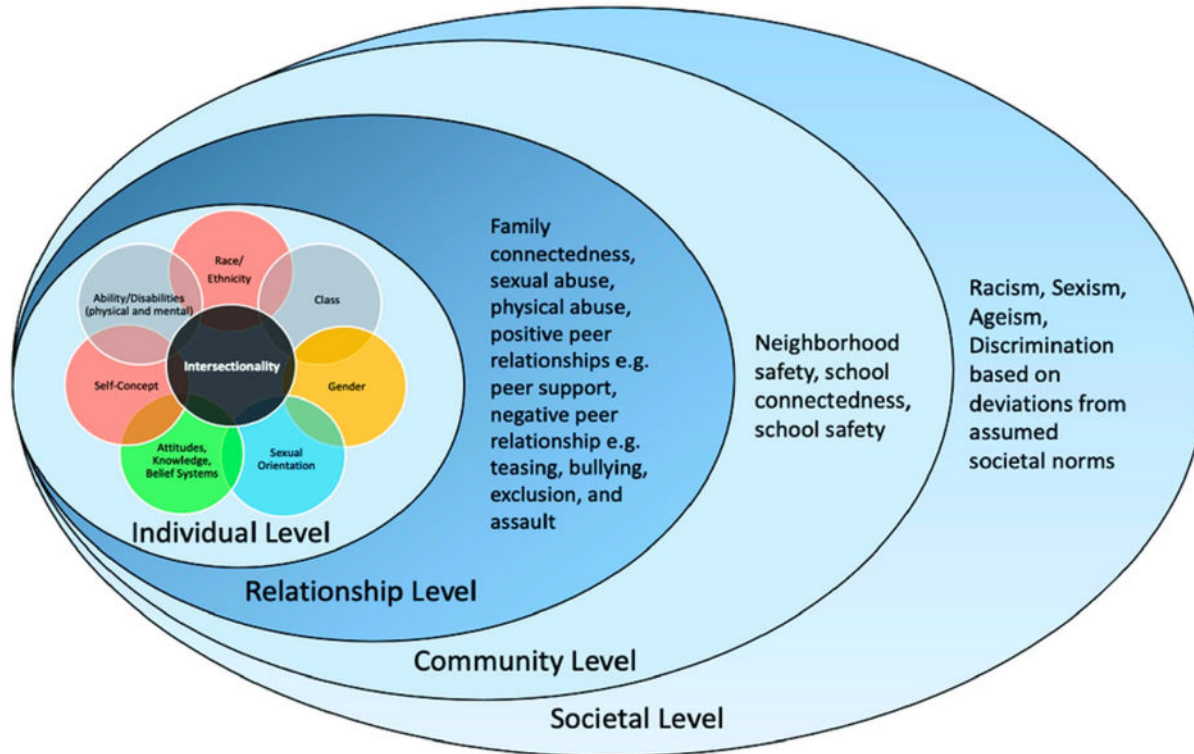 Race/
Ethnicity
Ability/Disabilities
(physical and mental)
Class
Intersectionality
Self-Concept
Gender
Attitudes,
Knowledge,
Belief Systems
Sexual
Orientation
Individual Level
Family
connectedness,
sexual abuse,
physical abuse,
positive peer
relationships e.g.
peer support,
negative peer
relationship e.g.
teasing, bullying,
exclusion, and
assault
Relationship Level
Neighborhood
safety, school
connectedness,
school safety
Community Level
Racism, Sexism,
Ageism,
Discrimination
based on
deviations from
assumed
societal norms
Societal Level